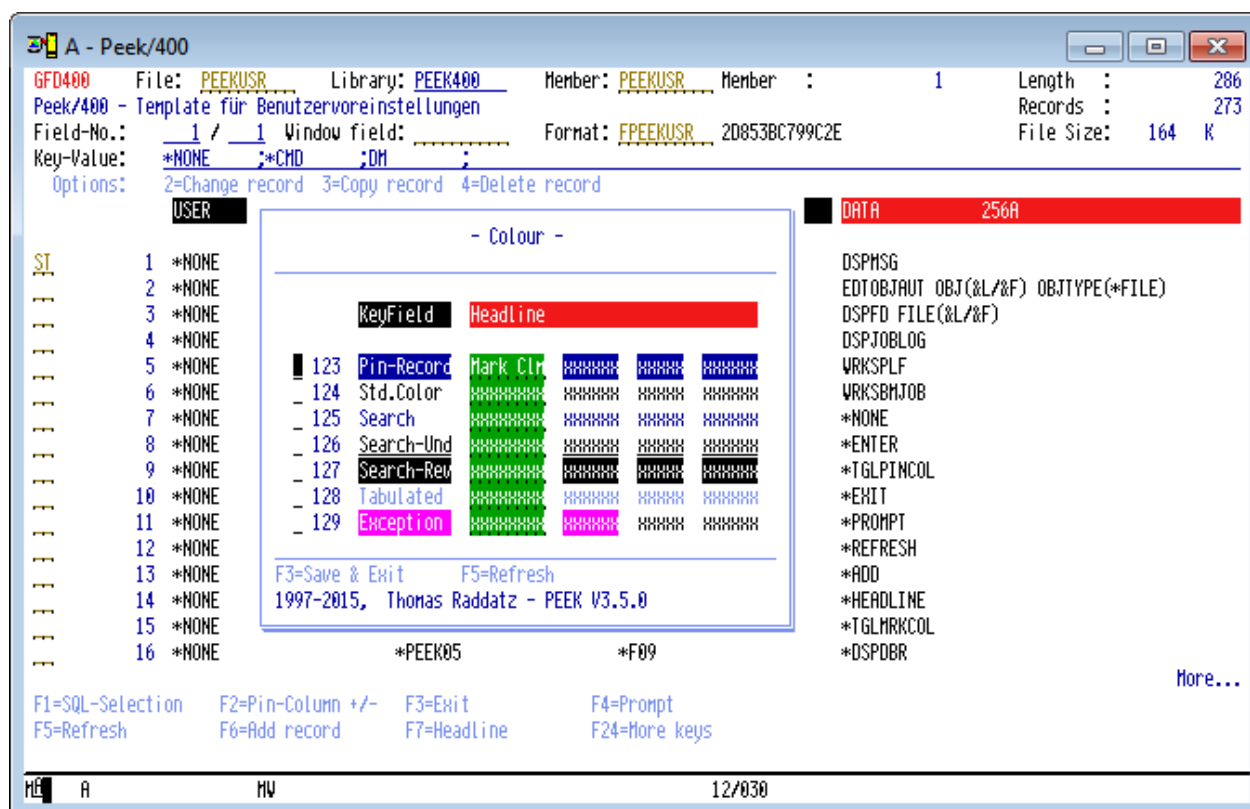 A - Peek/400
GFD400 File: PEEKUSR Library: PEEK400 Member: PEEKUSR Member : 1 Length : 286
Peek/400 - Template für Benutzervoreinstellungen Records : 273
Field-No.: 1 / 1 Window field: Format: FPEEKUSR 2D853BC799C2E File Size: 164 K
Key-Value: *NONE ;*CMD ;DM ;
Options: 2=Change record 3=Copy record 4=Delete record
USER DATA 256A
- Colour -
ST 1 *NONE DSPMSG
2 *NONE EDTOBJAUT OBJ(&L/&F) OBJTYPE(*FILE)
3 *NONE KeyField Headline DSPFD FILE(&L/&F)
4 *NONE DSPJOBLOG
5 *NONE 123 Pin-Record Mark Clm XXXXXX XXXXX XXXXXX WRKSPLF
6 *NONE _ 124 Std.Color XXXXXXXX XXXXXX XXXXX XXXXXX WRKSBMJOB
7 *NONE _ 125 Search XXXXXXXX XXXXXX XXXXX XXXXXX *NONE
8 *NONE _ 126 Search-Und XXXXXXXX XXXXXX XXXXX XXXXXX *ENTER
9 *NONE _ 127 Search-Rev XXXXXXXX XXXXXX XXXXX XXXXXX *TGLPINCOL
10 *NONE _ 128 Tabulated XXXXXXXX XXXXXX XXXXX XXXXXX *EXIT
11 *NONE _ 129 Exception XXXXXXXX XXXXXX XXXXX XXXXXX *PROMPT
12 *NONE *REFRESH
13 *NONE F3=Save & Exit F5=Refresh *ADD
14 *NONE 1997-2015, Thomas Raddatz - PEEK V3.5.0 *HEADLINE
15 *NONE *TGLMRKCOL
16 *NONE *PEEK05 *F09 *DSPDBR
More...
F1=SQL-Selection F2=Pin-Column +/- F3=Exit F4=Prompt
F5=Refresh F6=Add record F7=Headline F24=More keys
MA A MW 12/030